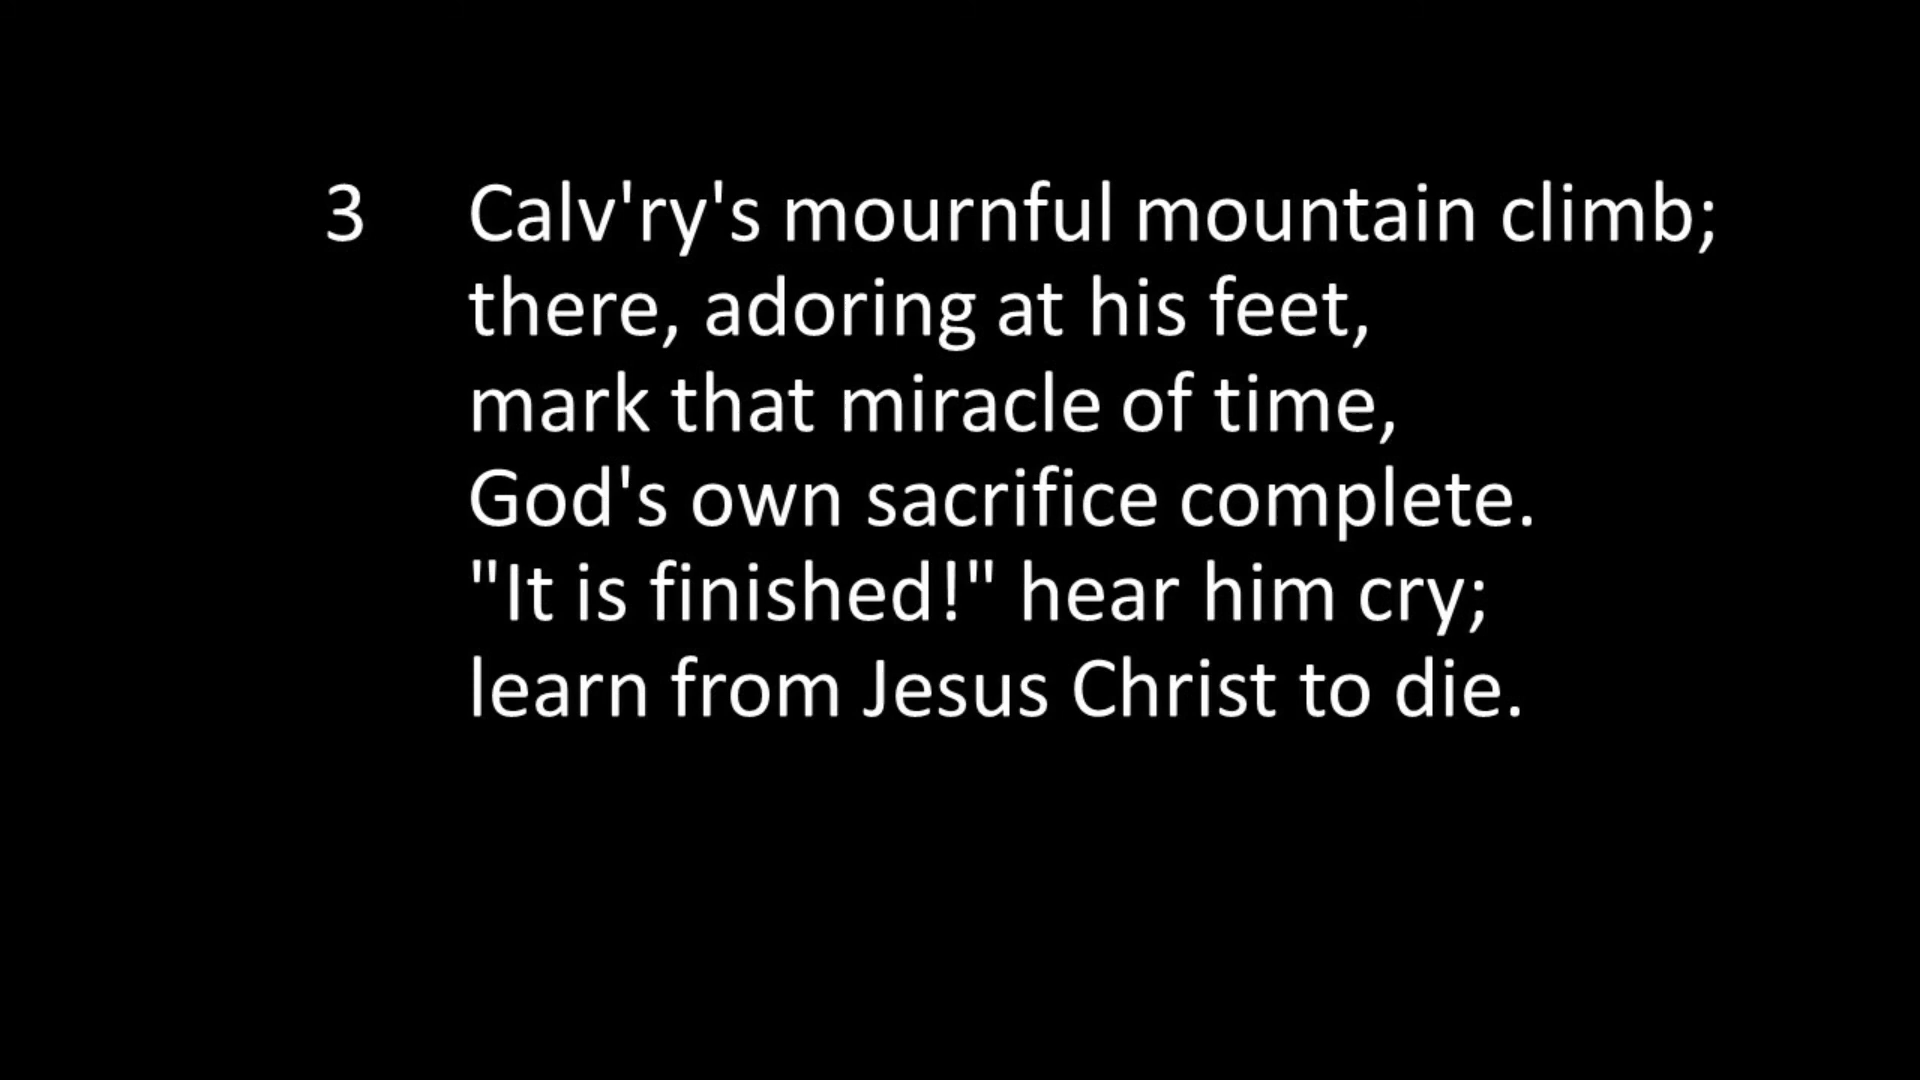 3 Calv'ry's mournful mountain climb;
there, adoring at his feet,
mark that miracle of time,
God's own sacrifice complete.
"It is finished!" hear him cry;
learn from Jesus Christ to die.